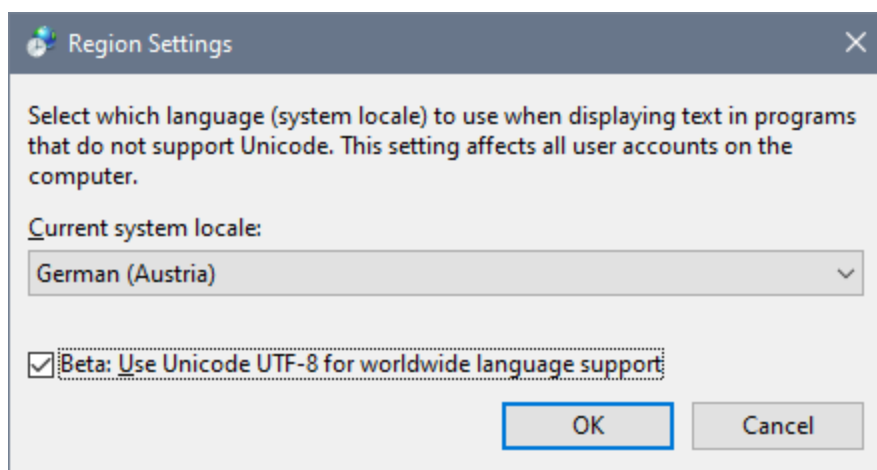 Region Settings
Select which language (system locale) to use when displaying text in programs
that do not support Unicode. This setting affects all user accounts on the
computer.
Current system locale:
German (Austria)
Beta: Use Unicode UTF-8 for worldwide language support
OK Cancel